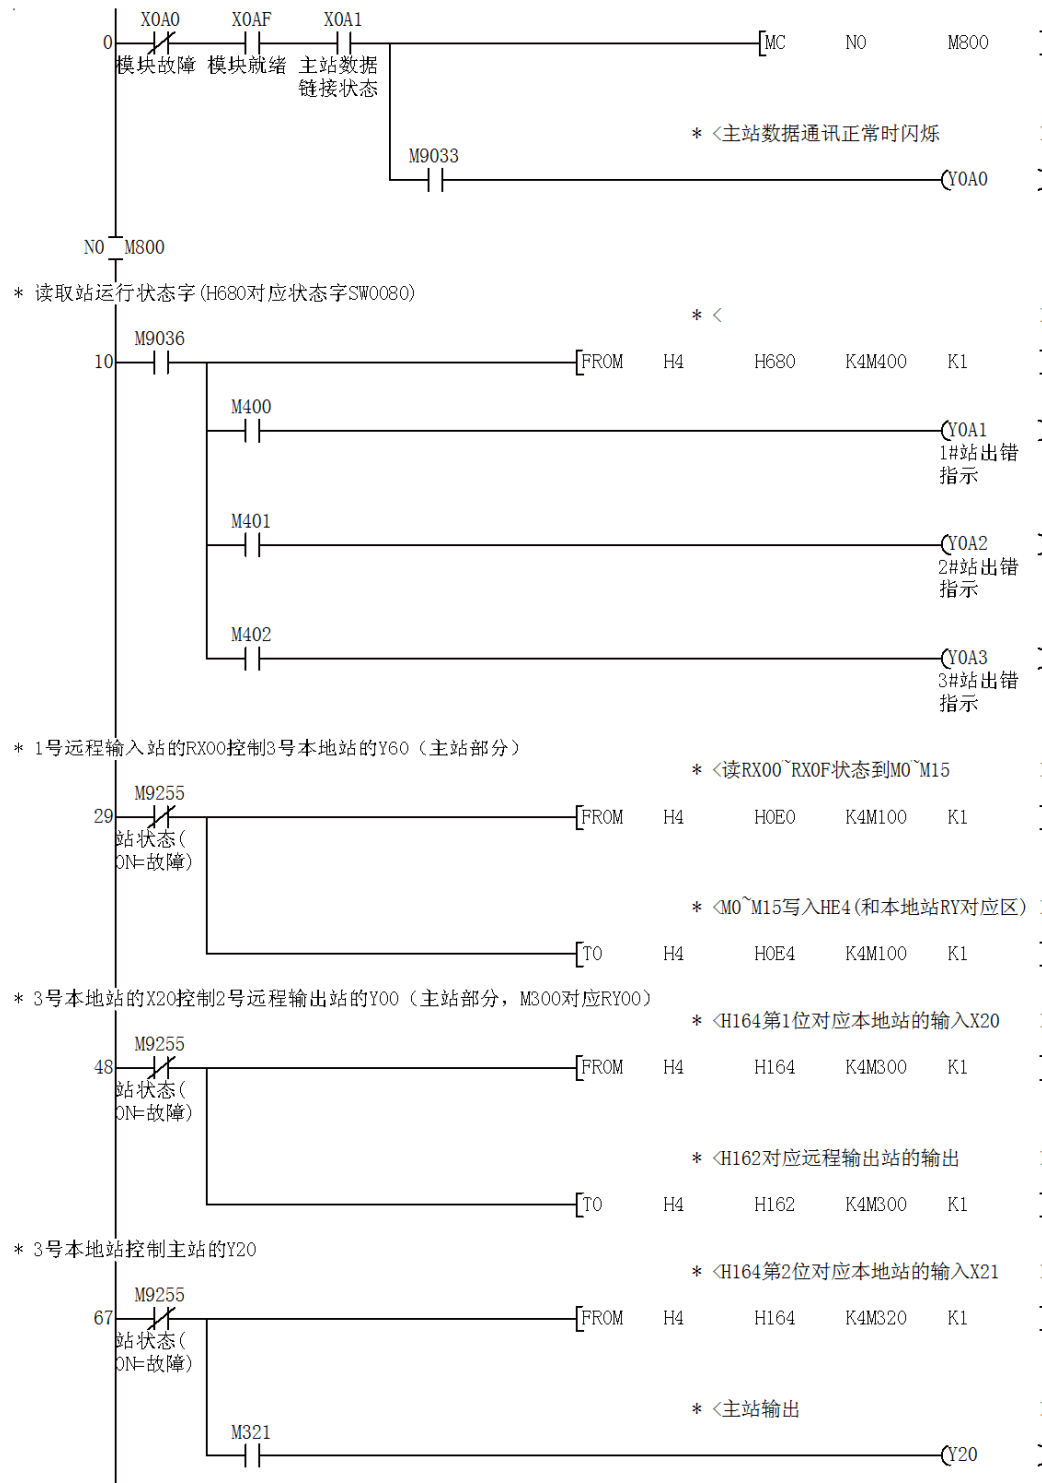 X0A0 X0AF X0A1
0 MC N0 M800
模块故障 模块就绪 主站数据
链接状态
* <主站数据通讯正常时闪烁
M9033
Y0A0
N0 M800
* 读取站运行状态字(H680对应状态字SW0080)
* <
M9036
10 FROM H4 H680 K4M400 K1
M400
Y0A1
1#站出错
指示
M401
Y0A2
2#站出错
指示
M402
Y0A3
3#站出错
指示
* 1号远程输入站的RX00控制3号本地站的Y60（主站部分）
* <读RX00~RX0F状态到M0~M15
M9255
29 FROM H4 H0E0 K4M100 K1
站状态(
ON=故障)
* <M0~M15写入HE4(和本地站RY对应区)
TO H4 H0E4 K4M100 K1
* 3号本地站的X20控制2号远程输出站的Y00（主站部分，M300对应RY00）
* <H164第1位对应本地站的输入X20
M9255
48 FROM H4 H164 K4M300 K1
站状态(
ON=故障)
* <H162对应远程输出站的输出
TO H4 H162 K4M300 K1
* 3号本地站控制主站的Y20
* <H164第2位对应本地站的输入X21
M9255
67 FROM H4 H164 K4M320 K1
站状态(
ON=故障)
* <主站输出
M321
Y20